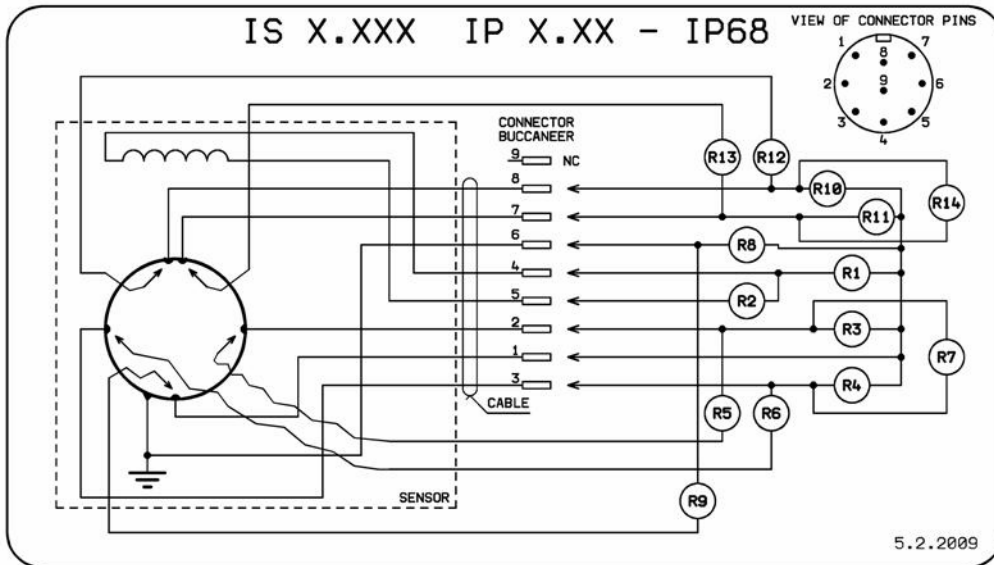 IS X.XXX IP X.XX - IP68
VIEW OF CONNECTOR PINS
1
8
7
2
9
6
3
4
5
CONNECTOR
BUCCANEER
9
NC
R13
R12
8
R10
R14
7
R11
6
R8
4
R1
5
R2
2
R3
1
R7
3
R4
CABLE
R5
R6
SENSOR
R9
5.2.2009